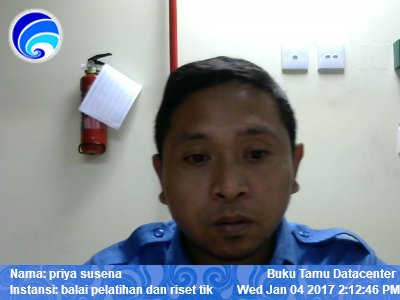 Nama: priya susena
Buku Tamu Datacenter
Instansi: balai pelatihan dan riset tik
Wed Jan 04 2017 2:12:46 PM